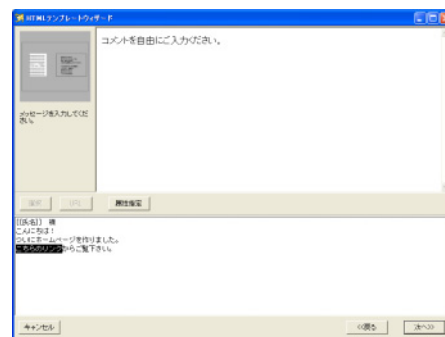 HTMLテンプレートウィザード
コメントを自由にご入力ください。
メッセージを入力してくだ
さい。
選択
URL
属性指定
[[氏名]] 様
こんにちは！
ついにホームページを作りました。
こちらのリンクからご覧下さい。
キャンセル
<<戻る
次へ>>